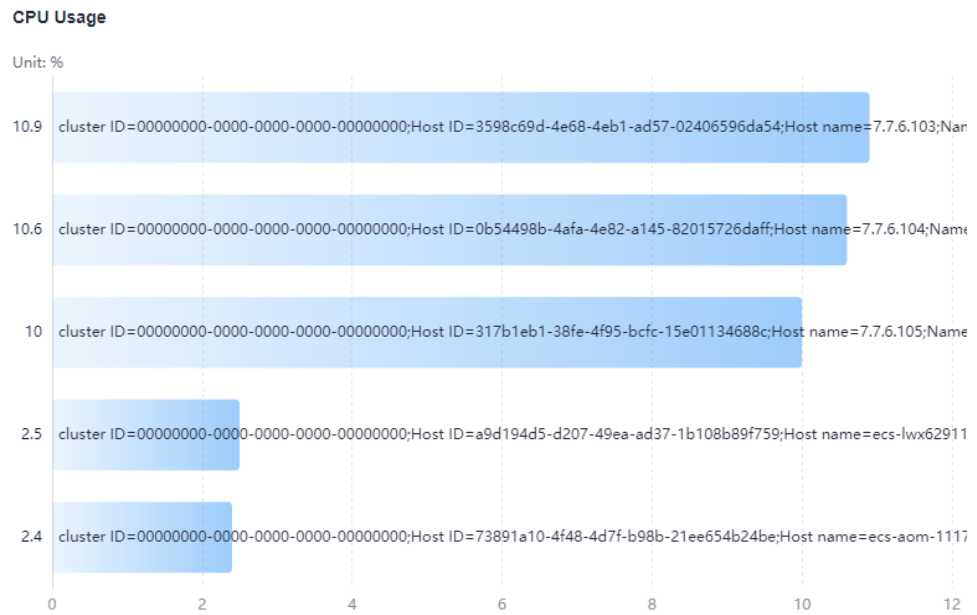 CPU Usage
Unit: %
10.9 cluster ID=00000000-0000-0000-0000-00000000;Host ID=3598c69d-4e68-4eb1-ad57-02406596da54;Host name=7.7.6.103;Nam
10.6 cluster ID=00000000-0000-0000-0000-00000000;Host ID=0b54498b-4afa-4e82-a145-82015726daff;Host name=7.7.6.104;Name
10 cluster ID=00000000-0000-0000-0000-00000000;Host ID=317b1eb1-38fe-4f95-bcfc-15e01134688c;Host name=7.7.6.105;Name
2.5 cluster ID=00000000-0000-0000-0000-00000000;Host ID=a9d194d5-d207-49ea-ad37-1b108b89f759;Host name=ecs-lwx62911
2.4 cluster ID=00000000-0000-0000-0000-00000000;Host ID=73891a10-4f48-4d7f-b98b-21ee654b24be;Host name=ecs-aom-1117
0 2 4 6 8 10 12